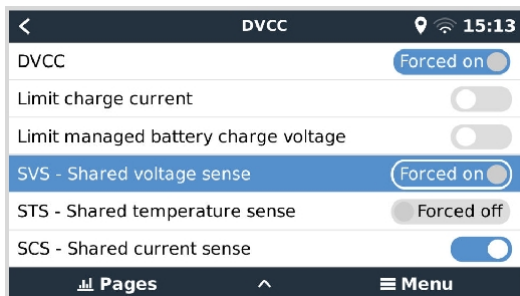 DVCC 15:13
DVCC Forced on
Limit charge current
Limit managed battery charge voltage
SVS - Shared voltage sense Forced on
STS - Shared temperature sense Forced off
SCS - Shared current sense
Pages Menu